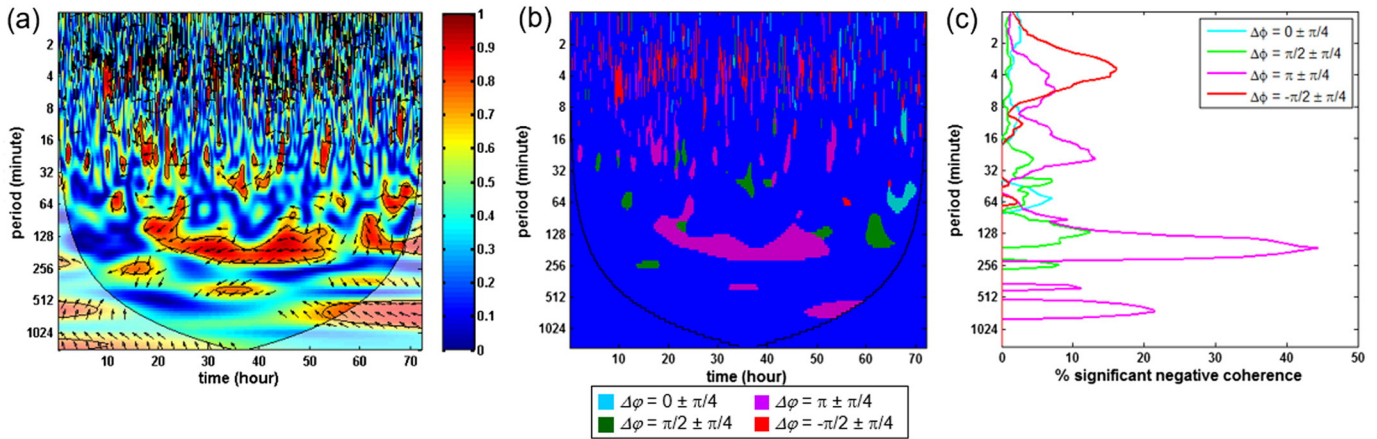 (a)
period (minute)
2
4
8
16
32
64
128
256
512
1024
10 20 30 40 50 60 70
time (hour)
1
0.9
0.8
0.7
0.6
0.5
0.4
0.3
0.2
0.1
0
(b)
period (minute)
2
4
8
16
32
64
128
256
512
1024
10 20 30 40 50 60 70
time (hour)
Δφ = 0 ± π/4
Δφ = π ± π/4
Δφ = π/2 ± π/4
Δφ = -π/2 ± π/4
(c)
period (minute)
2
4
8
16
32
64
128
256
512
1024
0 10 20 30 40 50
% significant negative coherence
Δϕ = 0 ± π/4
Δϕ = π/2 ± π/4
Δϕ = π ± π/4
Δϕ = -π/2 ± π/4